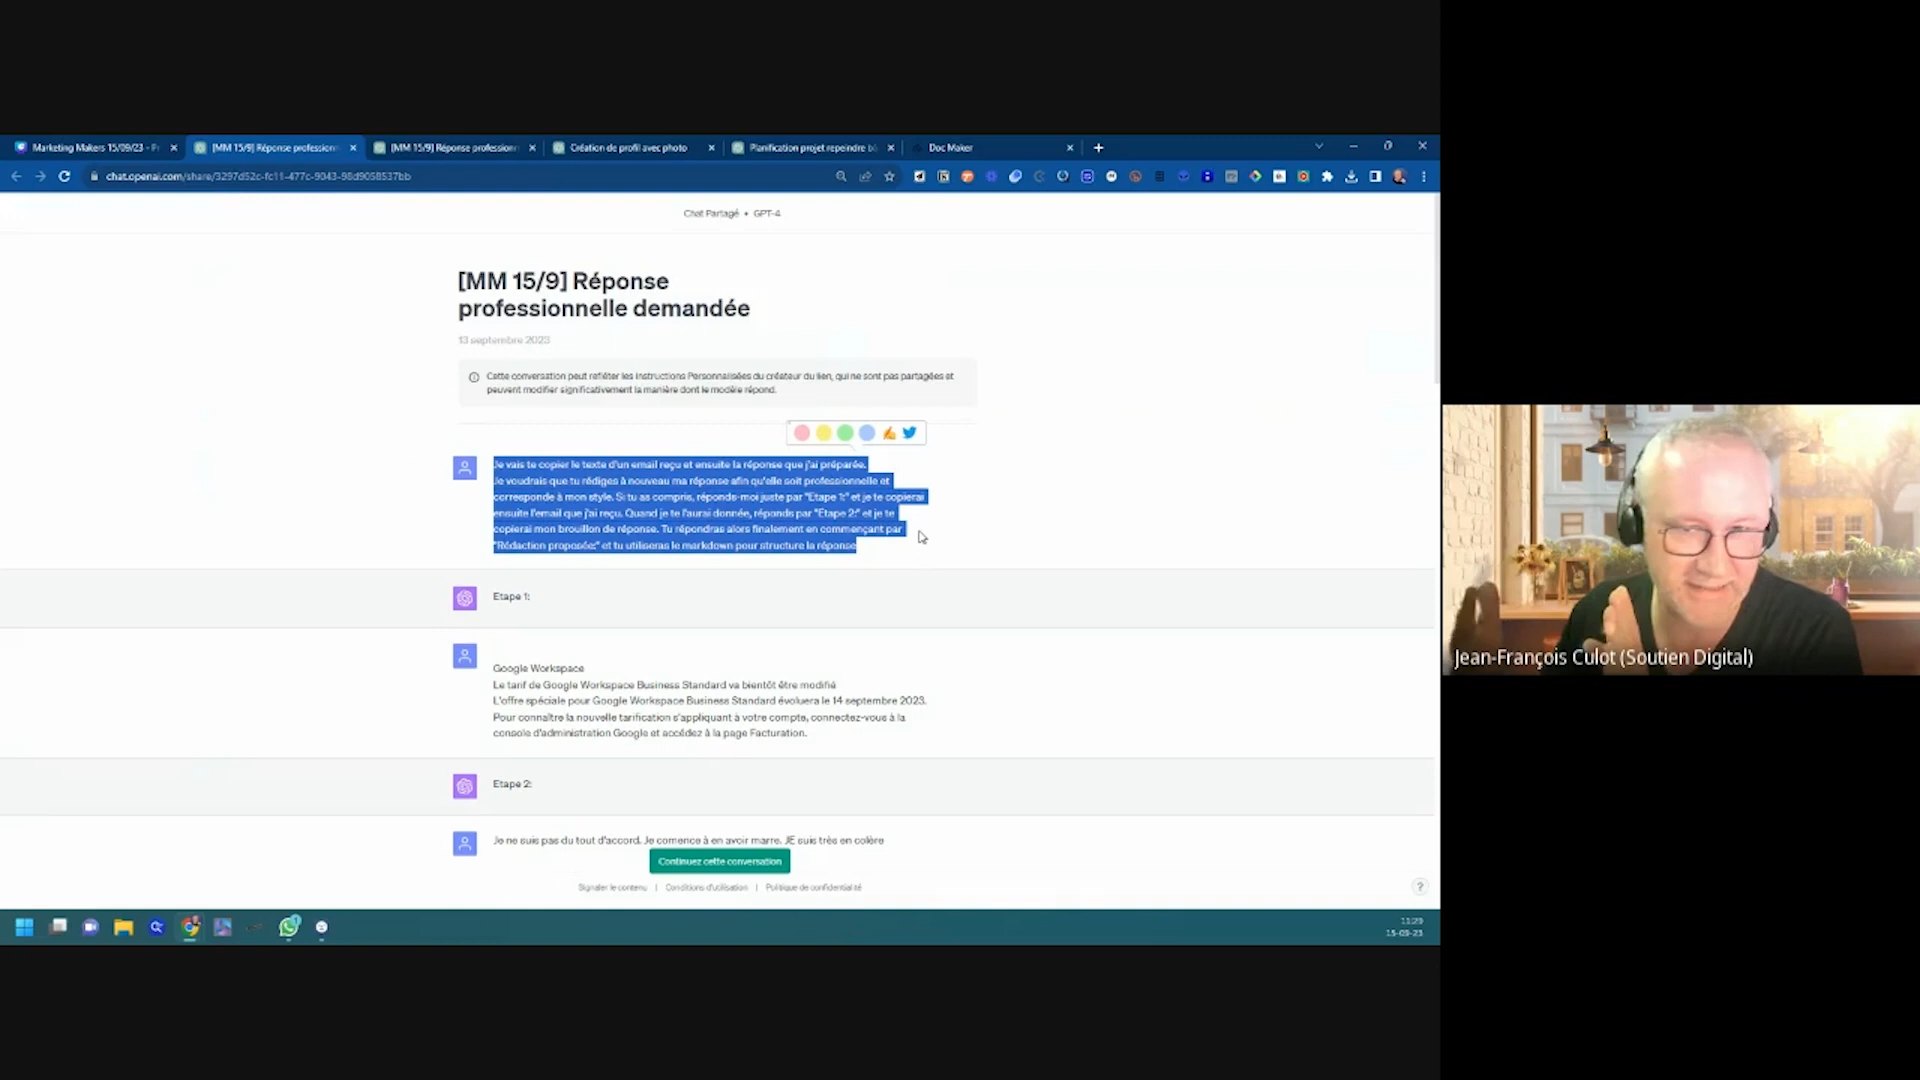 Marketing Makers 15/09/23 - Pr
[MM 15/9] Réponse profession
[MM 15/9] Réponse profession
Création de profil avec photo
Planification projet repeindre b
Doc Maker
chat.openai.com/share/3297d52c-fc11-477c-9043-98d9058537bb
Chat Partagé • GPT-4
[MM 15/9] Réponse
professionnelle demandée
13 septembre 2023
Cette conversation peut refléter les Instructions Personnalisées du créateur du lien, qui ne sont pas partagées et
peuvent modifier significativement la manière dont le modèle répond.
Je vais te copier le texte d'un email reçu et ensuite la réponse que j'ai préparée.
Je voudrais que tu rédiges à nouveau ma réponse afin qu'elle soit professionnelle et
corresponde à mon style. Si tu as compris, réponds-moi juste par "Etape 1:" et je te copierai
ensuite l'email que j'ai reçu. Quand je te l'aurai donnée, réponds par "Etape 2:" et je te
copierai mon brouillon de réponse. Tu répondras alors finalement en commençant par
"Rédaction proposée:" et tu utiliseras le markdown pour structure la réponse
Etape 1:
Google Workspace
Le tarif de Google Workspace Business Standard va bientôt être modifié
L'offre spéciale pour Google Workspace Business Standard évoluera le 14 septembre 2023.
Pour connaître la nouvelle tarification s'appliquant à votre compte, connectez-vous à la
console d'administration Google et accédez à la page Facturation.
Etape 2:
Je ne suis pas du tout d'accord. Je comence à en avoir marre. JE suis très en colère
Continuez cette conversation
Signaler le contenu | Conditions d'utilisation | Politique de confidentialité
?
11:29
15-09-23
Jean-François Culot (Soutien Digital)